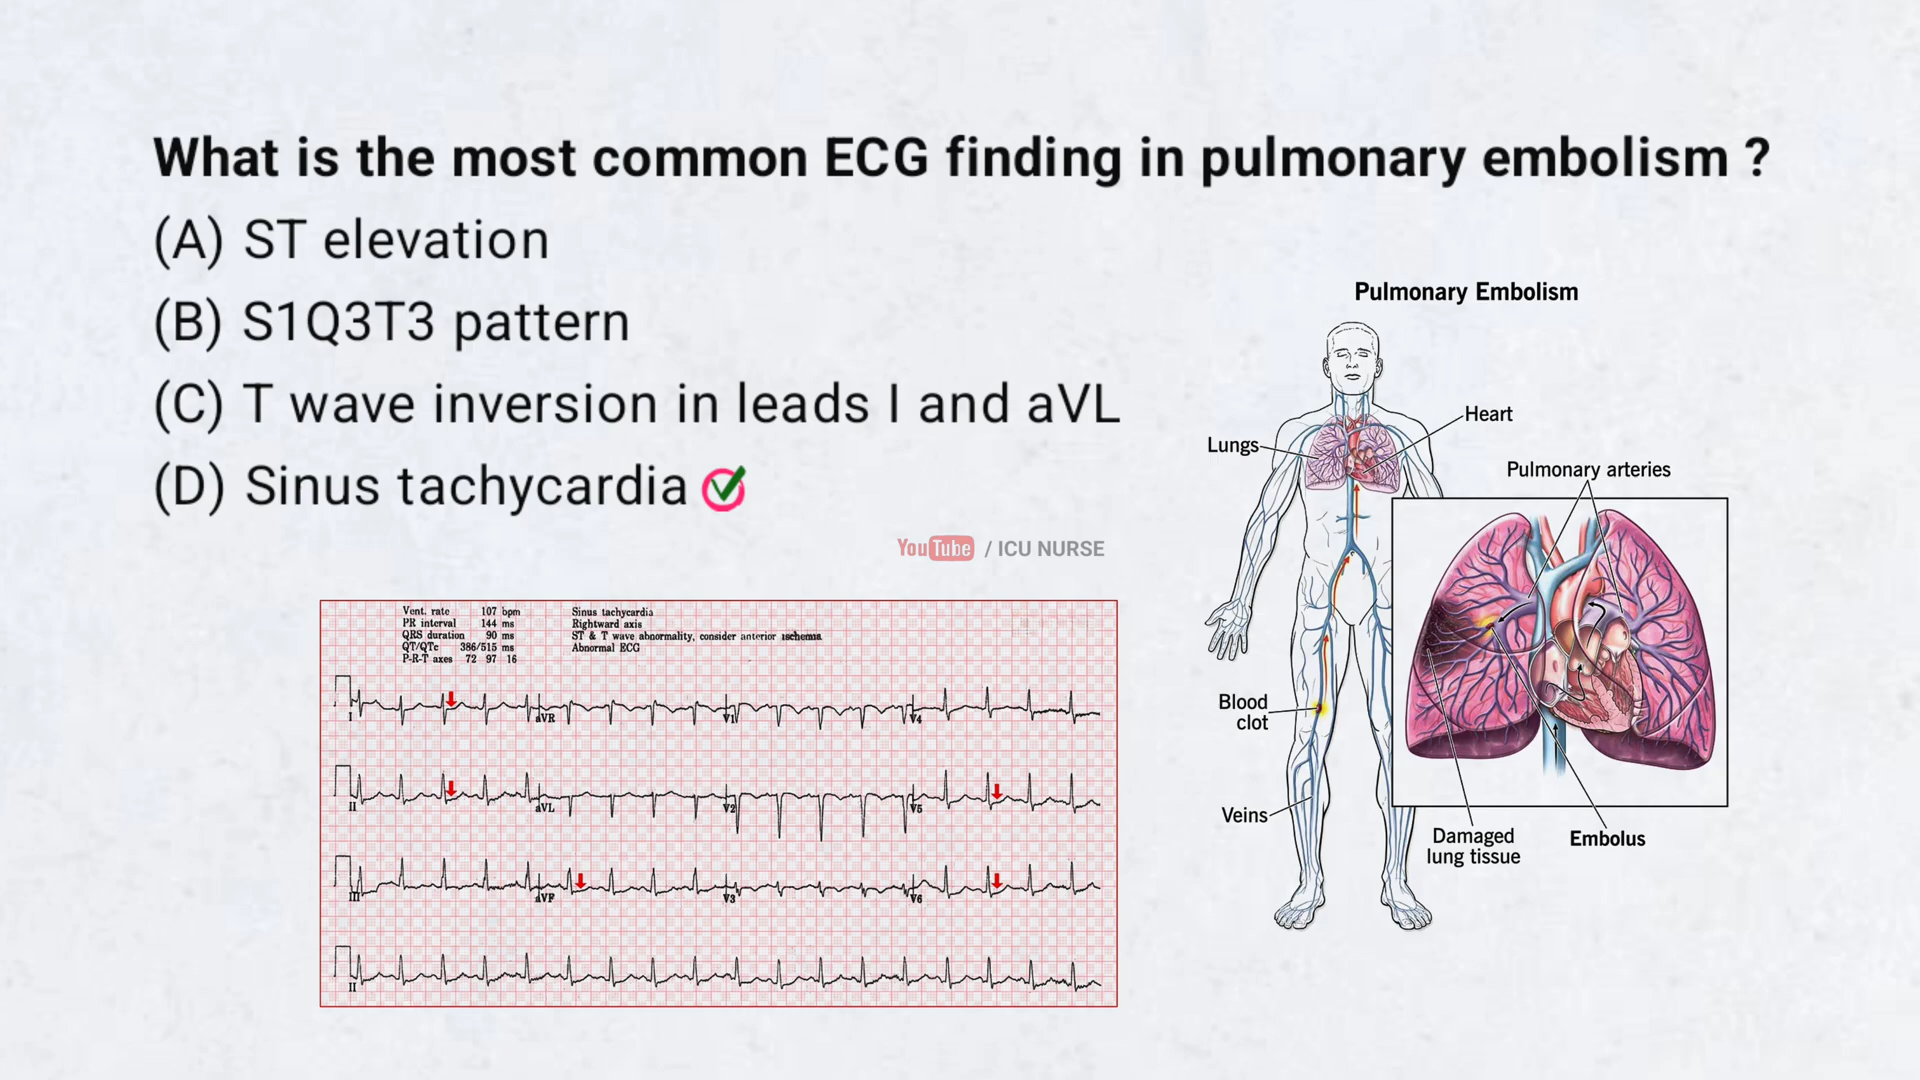 What is the most common ECG finding in pulmonary embolism ?
(A) ST elevation
(B) S1Q3T3 pattern
(C) T wave inversion in leads I and aVL
(D) Sinus tachycardia
YouTube / ICU NURSE
Pulmonary Embolism
Lungs
Heart
Pulmonary arteries
Blood
clot
Veins
Damaged
lung tissue
Embolus
Vent. rate 107 bpm
PR interval 144 ms
QRS duration 90 ms
QT/QTc 386/515 ms
P-R-T axes 72 97 16
Sinus tachycardia
Rightward axis
ST & T wave abnormality, consider anterior ischemia
Abnormal ECG
I aVR V1 V4
II aVL V2 V5
III aVF V3 V6
II